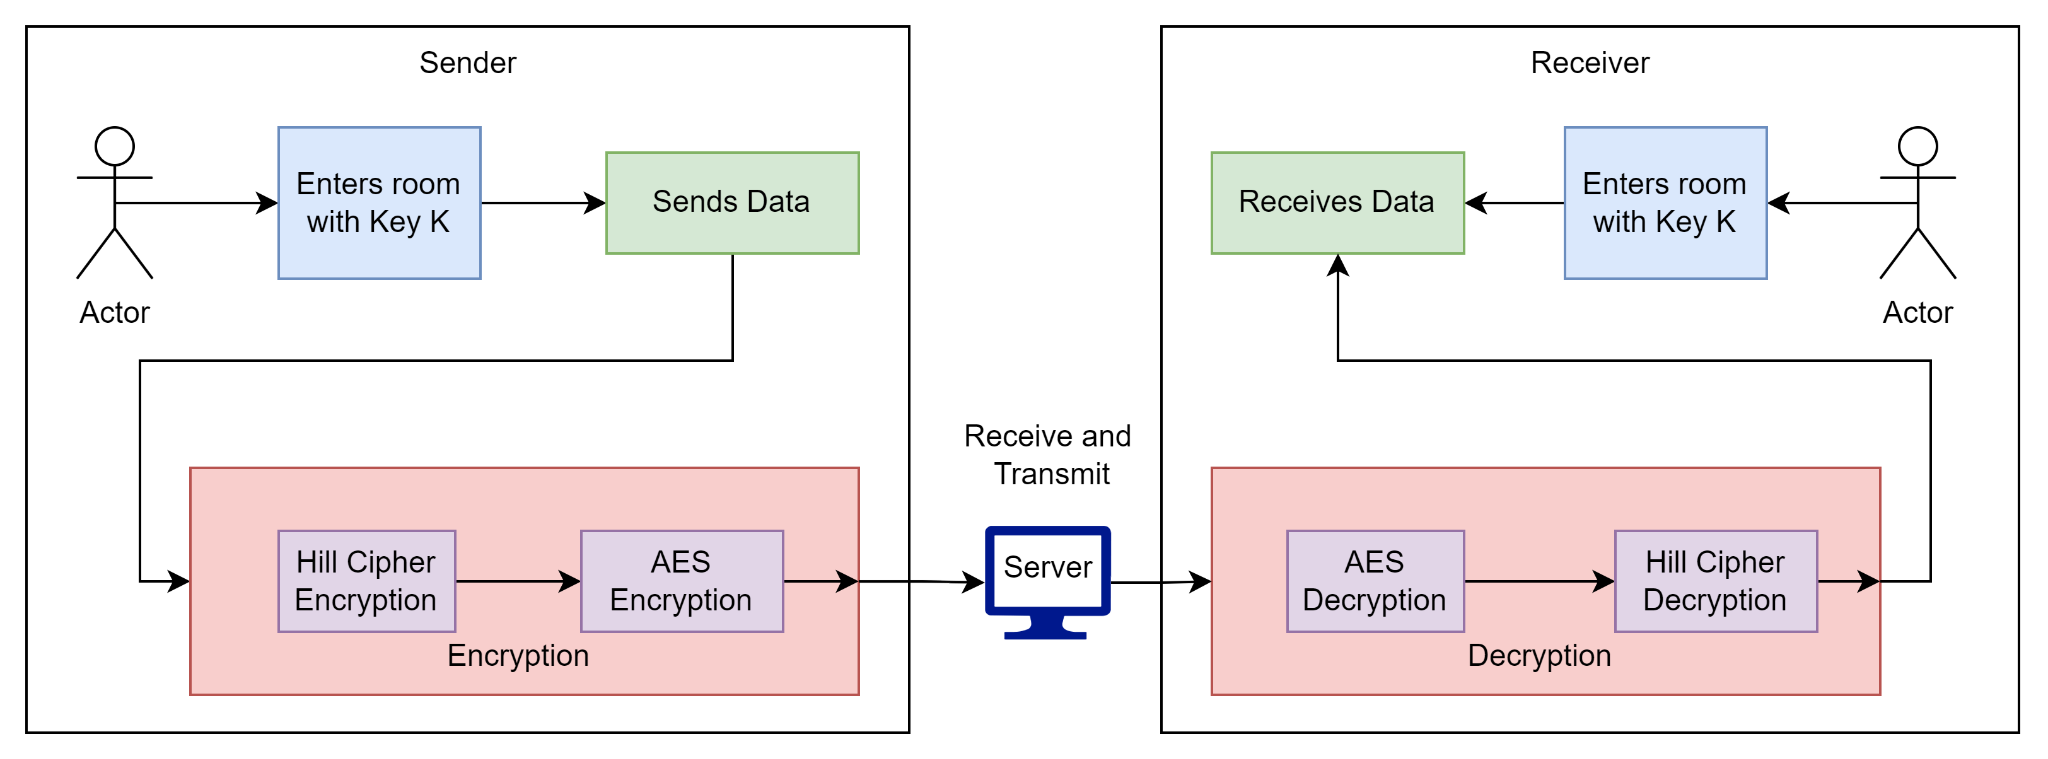 Sender
Enters room
with Key K
Sends Data
Actor
Hill Cipher
Encryption
AES
Encryption
Encryption
Receive and
Transmit
Server
Receiver
Receives Data
Enters room
with Key K
Actor
AES
Decryption
Hill Cipher
Decryption
Decryption